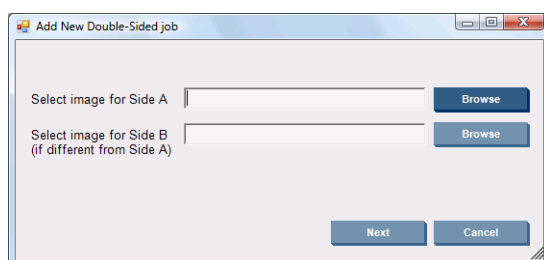 Add New Double-Sided job
Select image for Side A
Browse
Select image for Side B
(if different from Side A)
Browse
Next
Cancel